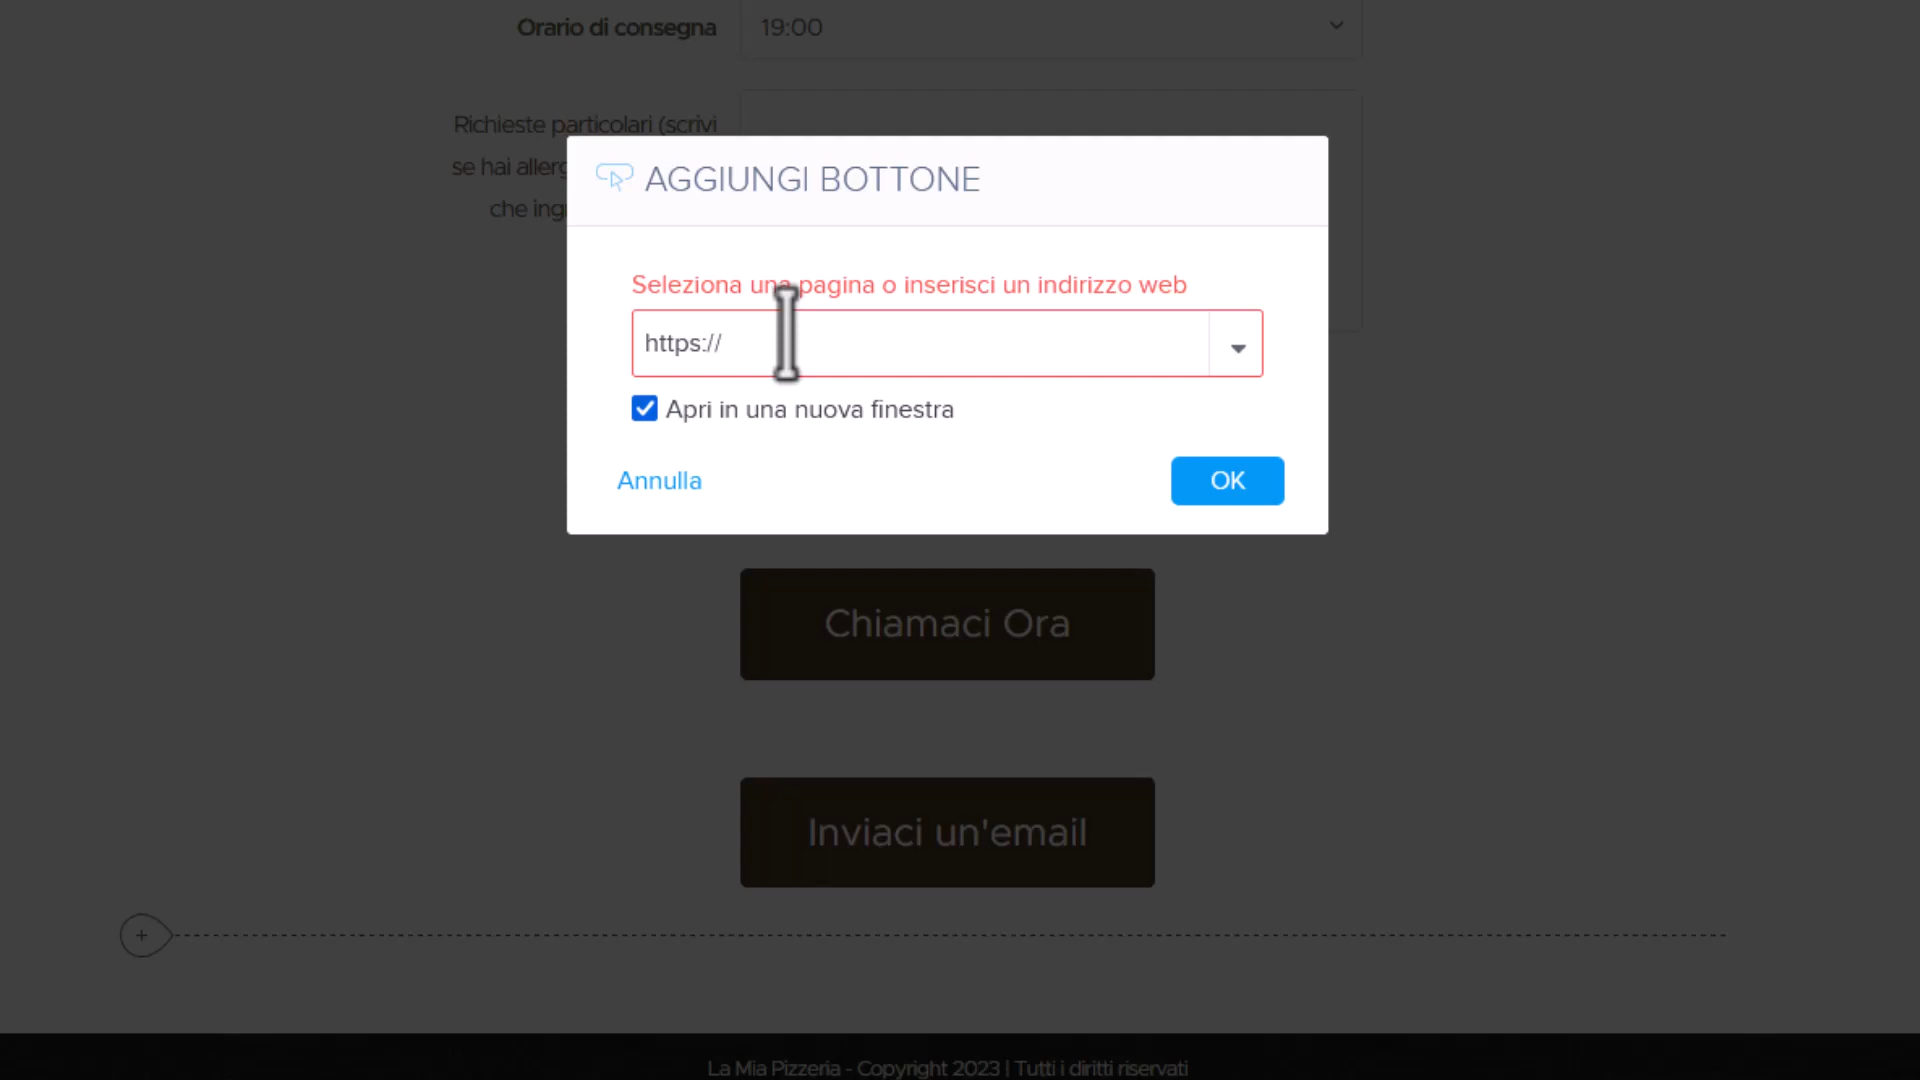 Orario di consegna
19:00
Richieste particolari (scrivi
se hai allerg
che ing
AGGIUNGI BOTTONE
Seleziona una pagina o inserisci un indirizzo web
https://
Apri in una nuova finestra
Annulla
OK
Chiamaci Ora
Inviaci un'email
La Mia Pizzeria - Copyright 2023 | Tutti i diritti riservati